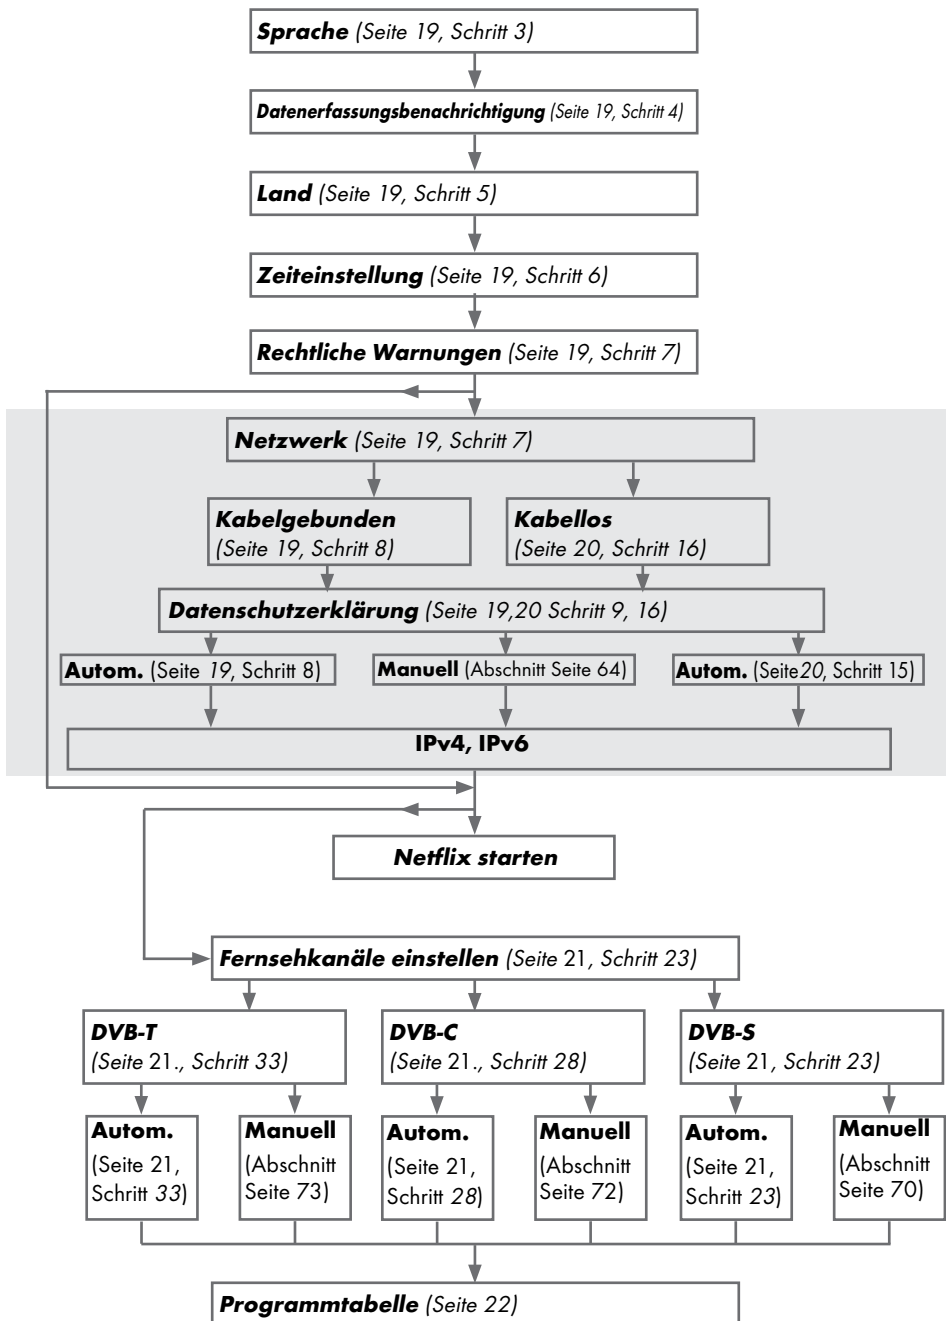 Sprache (Seite 19, Schritt 3)
Datenerfassungsbenachrichtigung (Seite 19, Schritt 4)
Land (Seite 19, Schritt 5)
Zeiteinstellung (Seite 19, Schritt 6)
Rechtliche Warnungen (Seite 19, Schritt 7)
Netzwerk (Seite 19, Schritt 7)
Kabelgebunden
(Seite 19, Schritt 8)
Kabellos
(Seite 20, Schritt 16)
Datenschutzerklärung (Seite 19,20 Schritt 9, 16)
Autom. (Seite 19, Schritt 8)
Manuell (Abschnitt Seite 64)
Autom. (Seite20, Schritt 15)
IPv4, IPv6
Netflix starten
Fernsehkanäle einstellen (Seite 21, Schritt 23)
DVB-T
(Seite 21., Schritt 33)
DVB-C
(Seite 21., Schritt 28)
DVB-S
(Seite 21, Schritt 23)
Autom.
(Seite 21,
Schritt 33)
Manuell
(Abschnitt
Seite 73)
Autom.
(Seite 21,
Schritt 28)
Manuell
(Abschnitt
Seite 72)
Autom.
(Seite 21,
Schritt 23)
Manuell
(Abschnitt
Seite 70)
Programmtabelle (Seite 22)